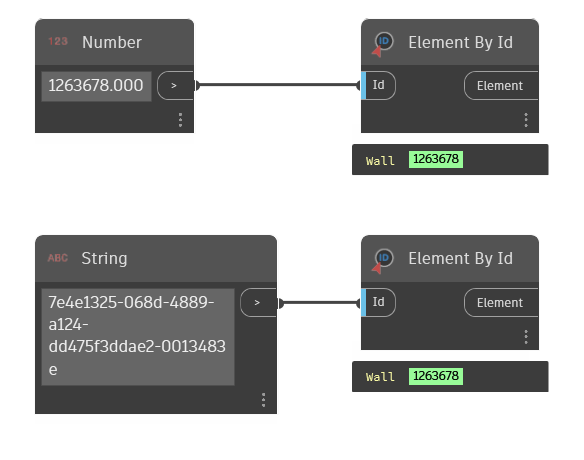 123 Number
ID Element By Id
1263678.000 >
Id Element
Wall 1263678
ABC String
ID Element By Id
7e4e1325-068d-4889-
a124-
dd475f3ddae2-0013483
e
>
Id Element
Wall 1263678